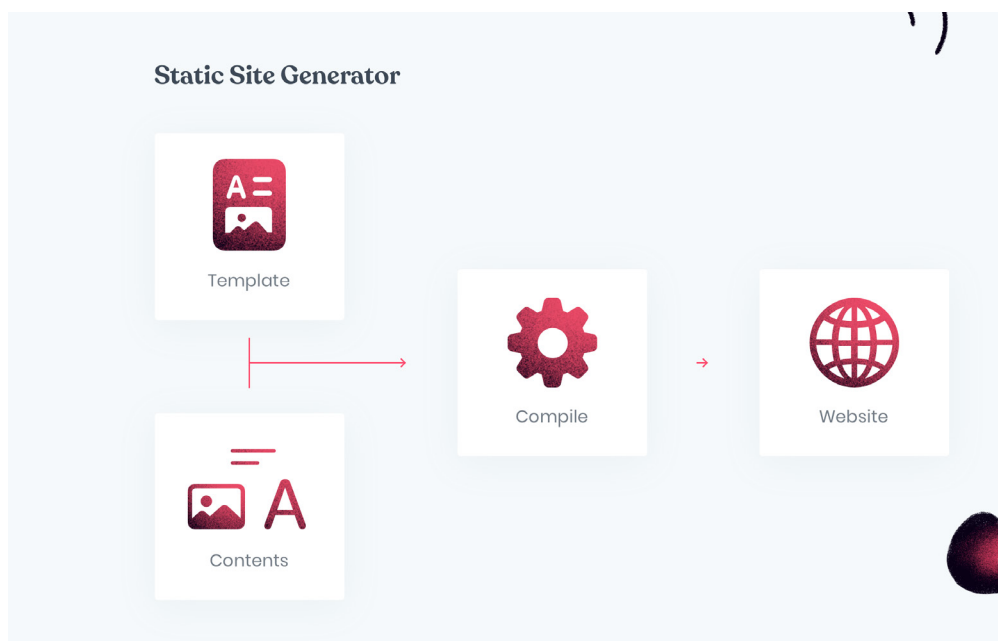 Static Site Generator
A
Template
Compile
Website
A
Contents